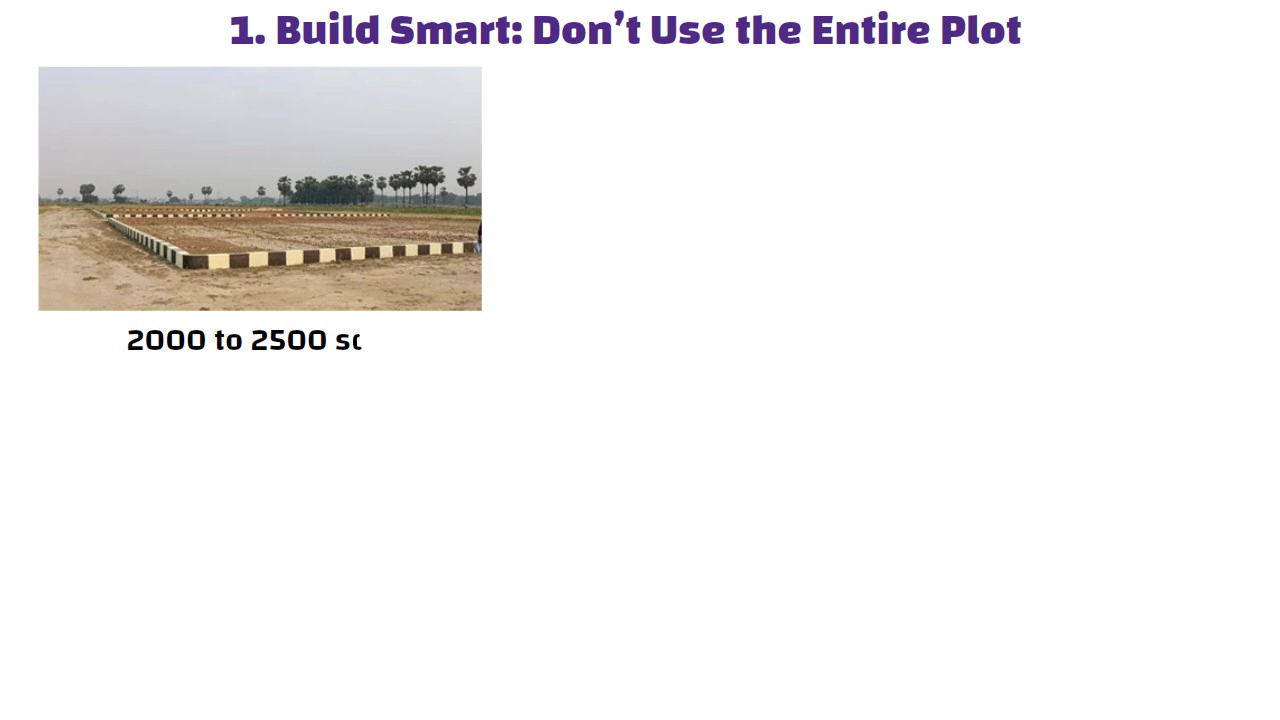 1. Build Smart: Don’t Use the Entire Plot
2000 to 2500